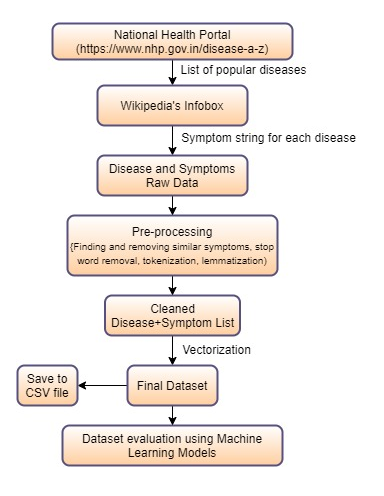 National Health Portal
(https://www.nhp.gov.in/disease-a-z)
List of popular diseases
Wikipedia's Infobox
Symptom string for each disease
Disease and Symptoms
Raw Data
Pre-processing
{Finding and removing similar symptoms, stop
word removal, tokenization, lemmatization)
Cleaned
Disease+Symptom List
Vectorization
Save to
CSV file
Final Dataset
Dataset evaluation using Machine
Learning Models